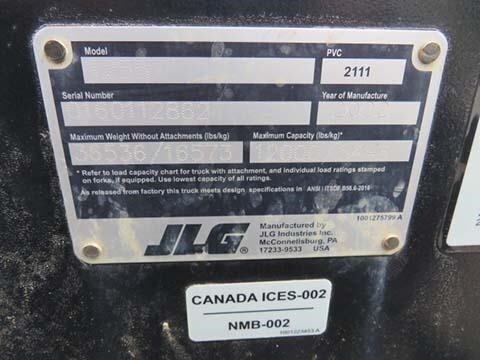 Model
PVC
2111
Serial Number
Year of Manufacture
0160112862
Maximum Weight Without Attachments (lbs/kg)
Maximum Capacity (lb/kg)*
* Refer to load capacity chart for truck with attachment, and individual load ratings stamped
on forks, if equipped. Use lowest capacity of all ratings.
As released from factory this truck meets design specifications in ANSI / ITSDF B56.6-2016
1001275799 A
JLG®
Manufactured by
JLG Industries Inc.
McConnellsburg, PA
17233-9533 USA
CANADA ICES-002
NMB-002